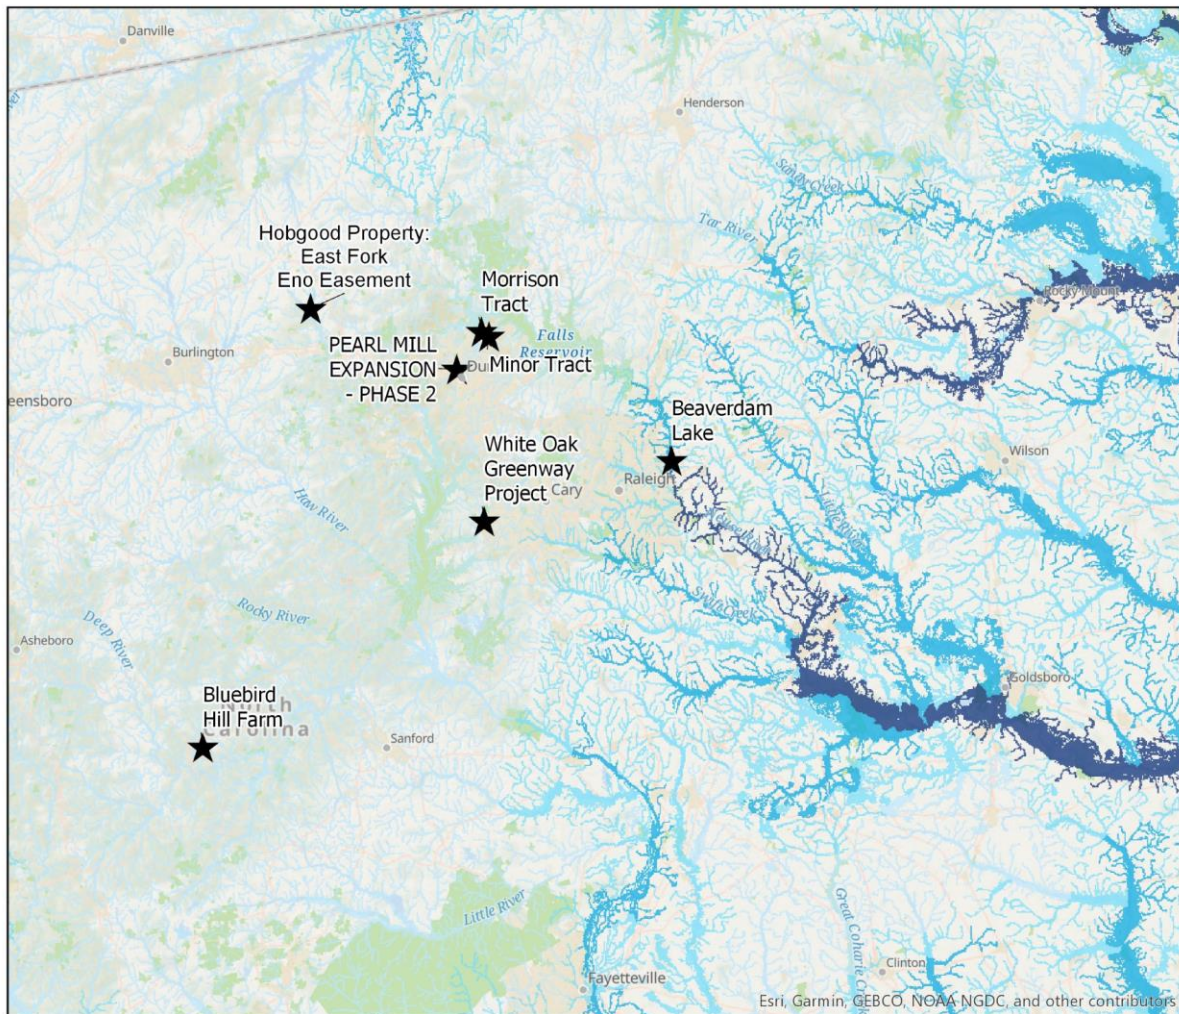 Danville
Henderson
Sandy Creek
Tar River
Hobgood Property:
East Fork
Eno Easement
Morrison
Tract
Rocky Mount
Falls
Reservoir
Burlington
PEARL MILL
EXPANSION
- PHASE 2
Minor Tract
eensboro
Beaverdam
Lake
White Oak
Greenway
Project
Wilson
Raleigh
Cary
Haw River
Little River
Swift Creek
Rocky River
Deep River
Asheboro
Goldsboro
Bluebird
Hill Farm
North
Carolina
Sanford
Little River
Great Coharie Creek
Clinton
Fayetteville
Esri, Garmin, GEBCO, NOAA NGDC, and other contributors